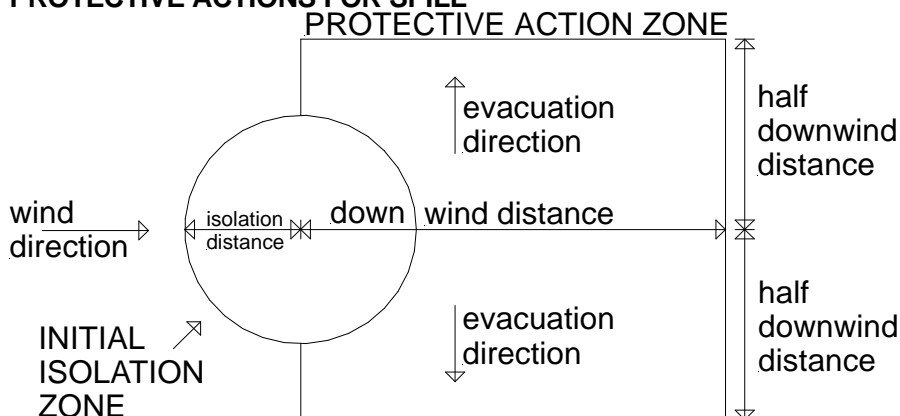 PROTECTIVE ACTIONS FOR SPILL
PROTECTIVE ACTION ZONE
evacuation
direction
half
downwind
distance
wind
direction
isolation
distance
down wind distance
evacuation
direction
half
downwind
distance
INITIAL
ISOLATION
ZONE